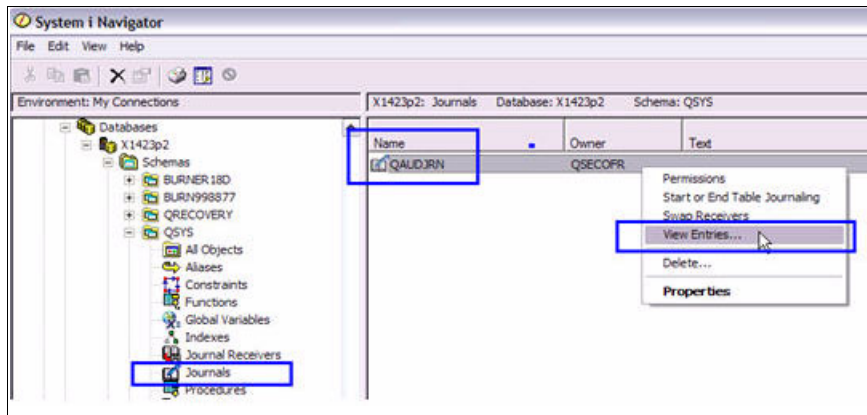 System i Navigator
File Edit View Help
Environment: My Connections
X1423p2: Journals Database: X1423p2 Schema: QSYS
Databases
X1423p2
Schemas
BURNER18D
BURN998877
QRECOVERY
QSYS
All Objects
Aliases
Constraints
Functions
Global Variables
Indexes
Journal Receivers
Journals
Procedures
Name Owner Text
QAUDJRN QSECOFR
Permissions
Start or End Table Journaling
Swap Receivers
View Entries...
Delete...
Properties